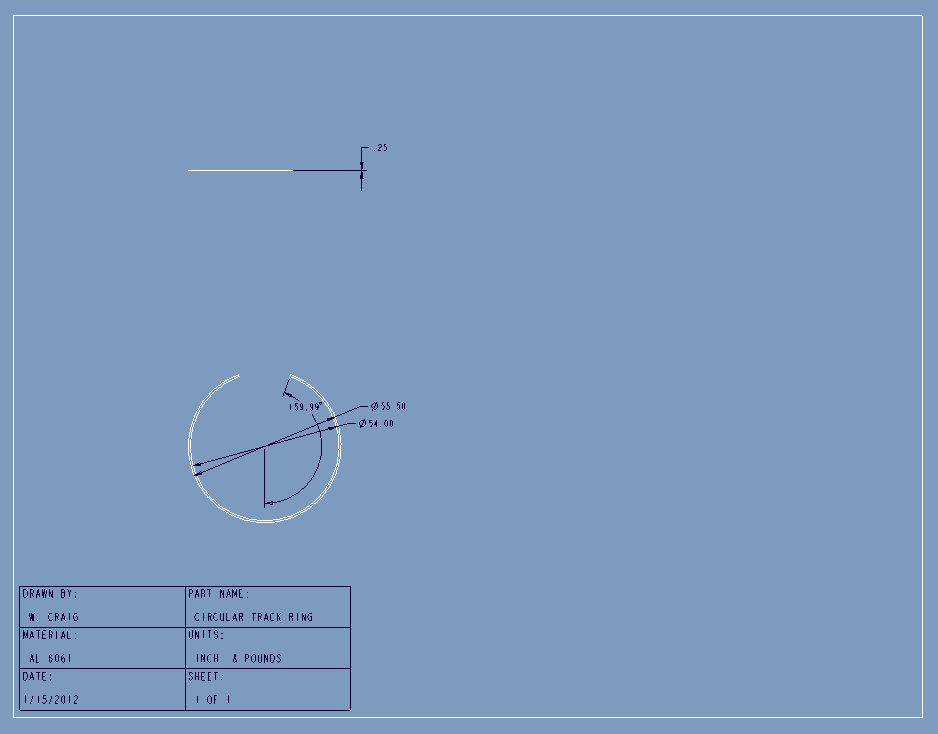 .25
159.99°
Ø55.50
Ø54.00
DRAWN BY:
W. CRAIG
PART NAME:
CIRCULAR TRACK RING
MATERIAL:
AL 6061
UNITS:
INCH & POUNDS
DATE:
1/15/2012
SHEET:
1 OF 1